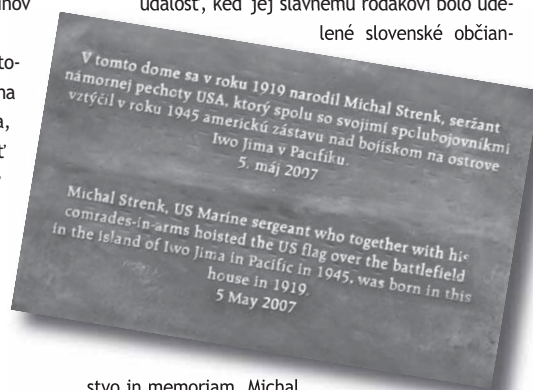 nov
udalosť, keď jej slávnemu rodákovi bolo ude-
lené slovenské občian-
to-
na
a,
ť
V tomto dome sa v roku 1919 narodil Michal Strenk, seržant
námornej pechoty USA, ktorý spolu so svojimi spolubojovníkmi
vztýčil v roku 1945 americkú zástavu nad bojiskom na ostrove
Iwo Jima v Pacifiku.
5. máj 2007
Michal Strenk, US Marine sergeant who together with his
comrades-in-arms hoisted the US flag over the battlefield
in the island of Iwo Jima in Pacific in 1945, was born in this
house in 1919.
5 May 2007
stvo in memoriam. Michal